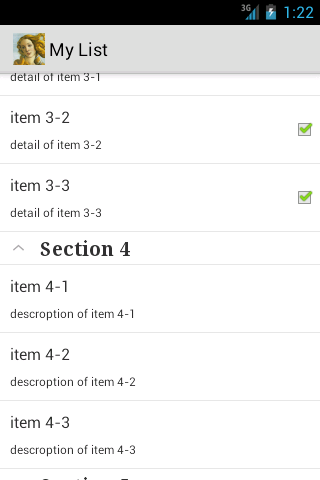 3G 1:22
My List
detail of item 3-1
item 3-2
detail of item 3-2
item 3-3
detail of item 3-3
Section 4
item 4-1
descroption of item 4-1
item 4-2
descroption of item 4-2
item 4-3
descroption of item 4-3